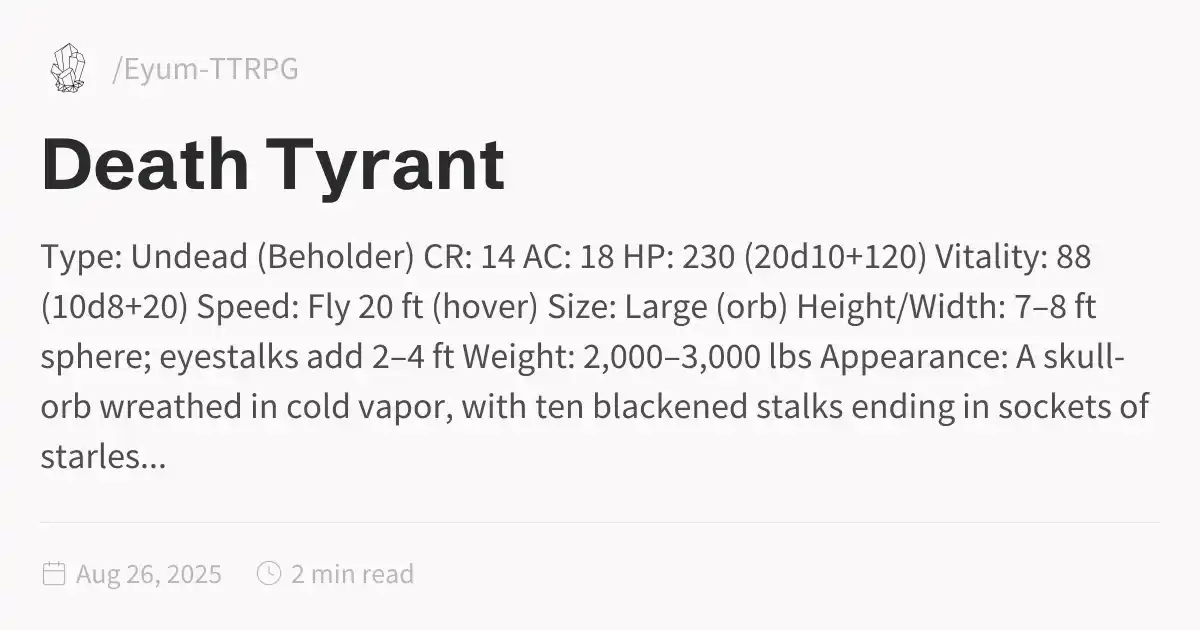 /Eyum-TTRPG
Death Tyrant
Type: Undead (Beholder) CR: 14 AC: 18 HP: 230 (20d10+120) Vitality: 88
(10d8+20) Speed: Fly 20 ft (hover) Size: Large (orb) Height/Width: 7–8 ft
sphere; eyestalks add 2–4 ft Weight: 2,000–3,000 lbs Appearance: A skull-
orb wreathed in cold vapor, with ten blackened stalks ending in sockets of
starles...
Aug 26, 2025 2 min read